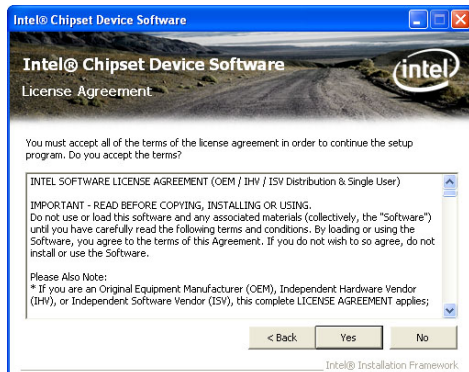 Intel® Chipset Device Software
Intel® Chipset Device Software
intel
License Agreement
You must accept all of the terms of the license agreement in order to continue the setup
program. Do you accept the terms?
INTEL SOFTWARE LICENSE AGREEMENT (OEM / IHV / ISV Distribution & Single User)
IMPORTANT - READ BEFORE COPYING, INSTALLING OR USING.
Do not use or load this software and any associated materials (collectively, the "Software")
until you have carefully read the following terms and conditions. By loading or using the
Software, you agree to the terms of this Agreement. If you do not wish to so agree, do not
install or use the Software.
Please Also Note:
* If you are an Original Equipment Manufacturer (OEM), Independent Hardware Vendor
(IHV), or Independent Software Vendor (ISV), this complete LICENSE AGREEMENT applies;
< Back Yes No
Intel® Installation Framework